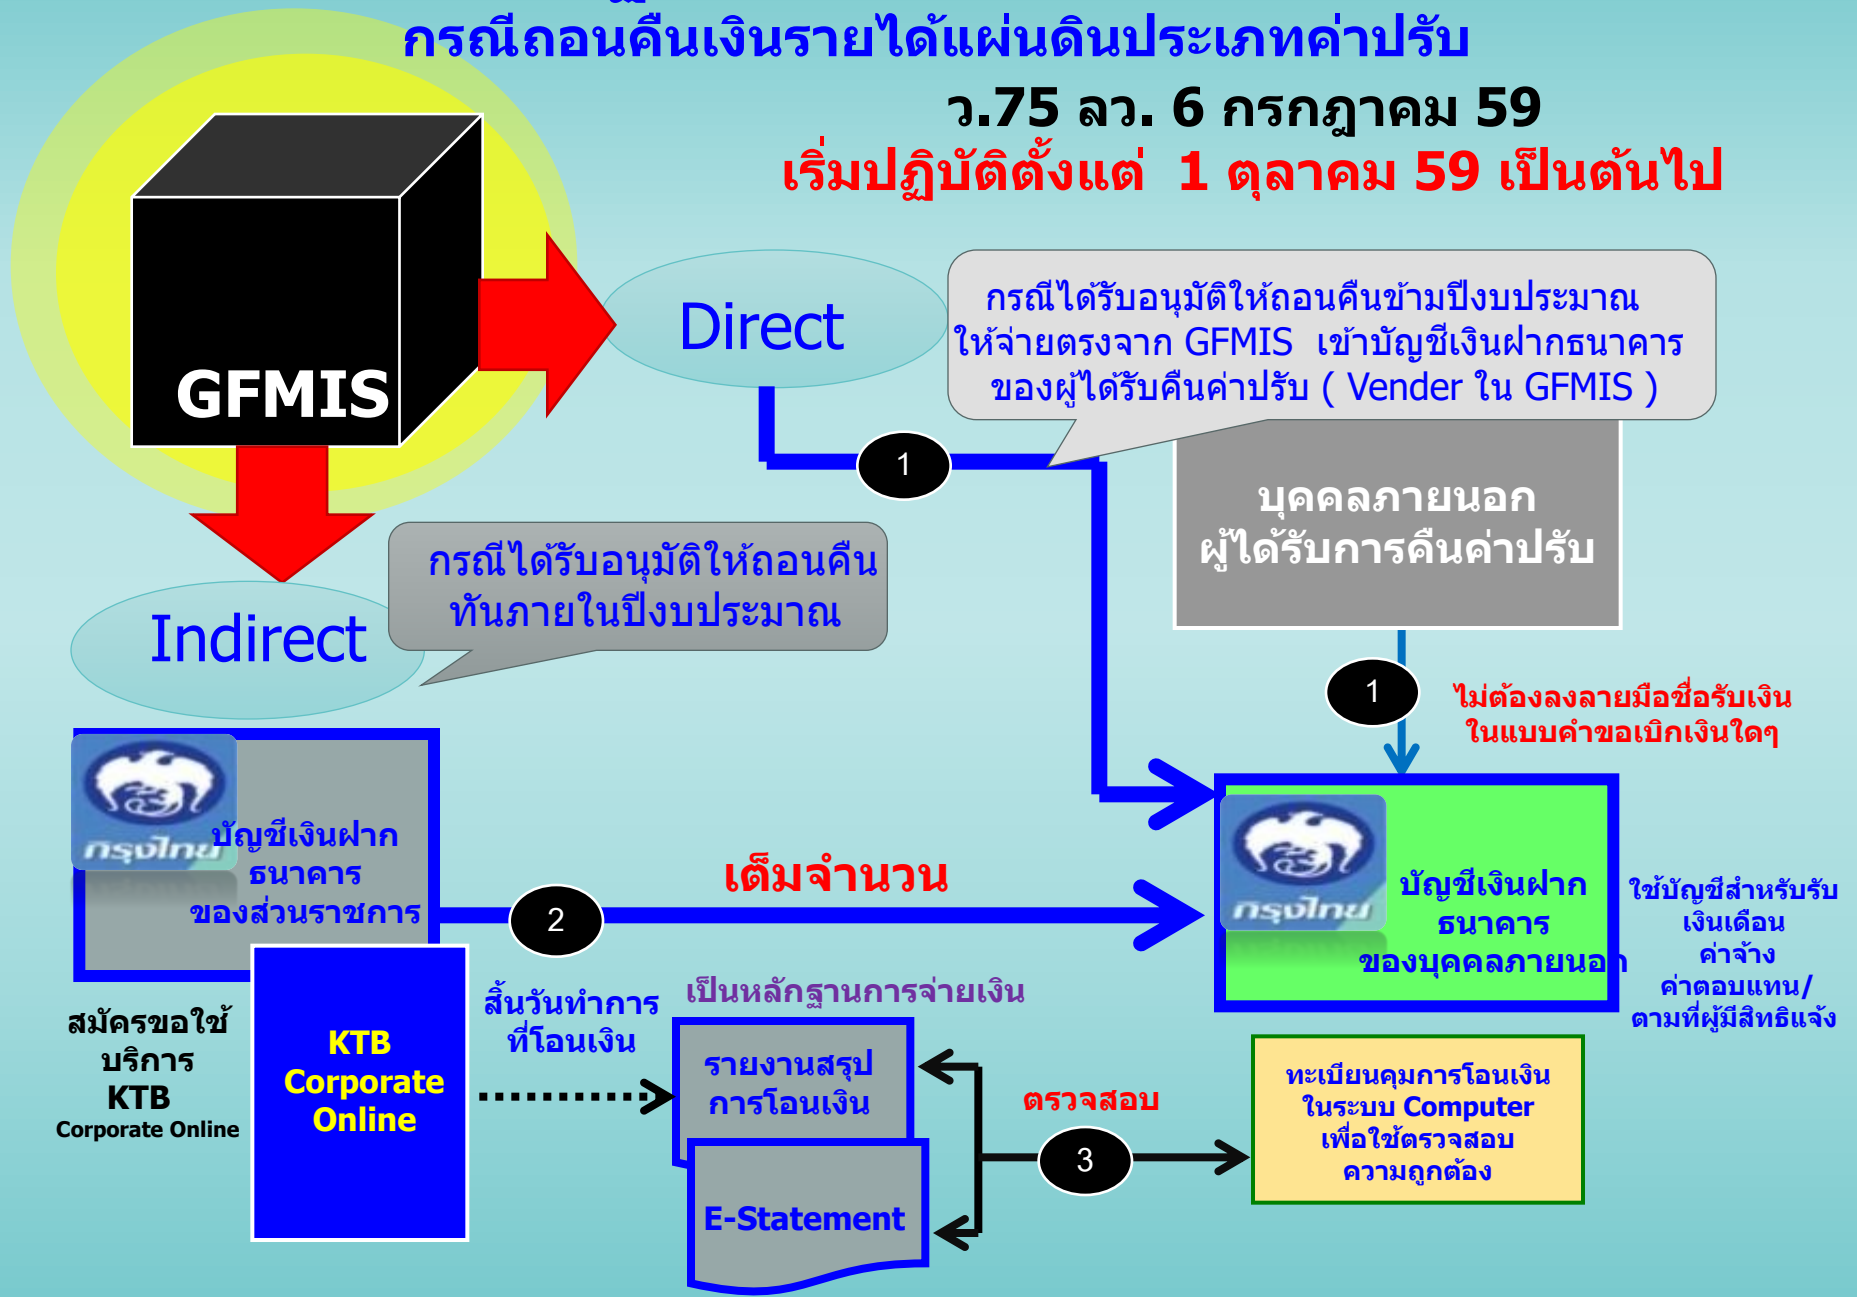 กรณีถอนคืนเงินรายได้แผ่นดินประเภทค่าปรับ
ว.75 ลว. 6 กรกฎาคม 59
เริ่มปฏิบัติตั้งแต่ 1 ตุลาคม 59 เป็นต้นไป
GFMIS
Direct
กรณีได้รับอนุมัติให้ถอนคืนข้ามปีงบประมาณ
ให้จ่ายตรงจาก GFMIS เข้าบัญชีเงินฝากธนาคาร
ของผู้ได้รับคืนค่าปรับ ( Vender ใน GFMIS )
1
บุคคลภายนอก
ผู้ได้รับการคืนค่าปรับ
กรณีได้รับอนุมัติให้ถอนคืน
ทันภายในปีงบประมาณ
Indirect
1
ไม่ต้องลงลายมือชื่อรับเงิน
ในแบบคำขอเบิกเงินใดๆ
กรุงไทย
บัญชีเงินฝาก
ธนาคาร
ของส่วนราชการ
เต็มจำนวน
2
กรุงไทย
บัญชีเงินฝาก
ธนาคาร
ของบุคคลภายนอก
ใช้บัญชีสำหรับรับ
เงินเดือน
ค่าจ้าง
ค่าตอบแทน/
ตามที่ผู้มีสิทธิแจ้ง
สมัครขอใช้
บริการ
KTB
Corporate Online
KTB
Corporate
Online
สิ้นวันทำการ
ที่โอนเงิน
เป็นหลักฐานการจ่ายเงิน
รายงานสรุป
การโอนเงิน
E-Statement
ตรวจสอบ
3
ทะเบียนคุมการโอนเงิน
ในระบบ Computer
เพื่อใช้ตรวจสอบ
ความถูกต้อง